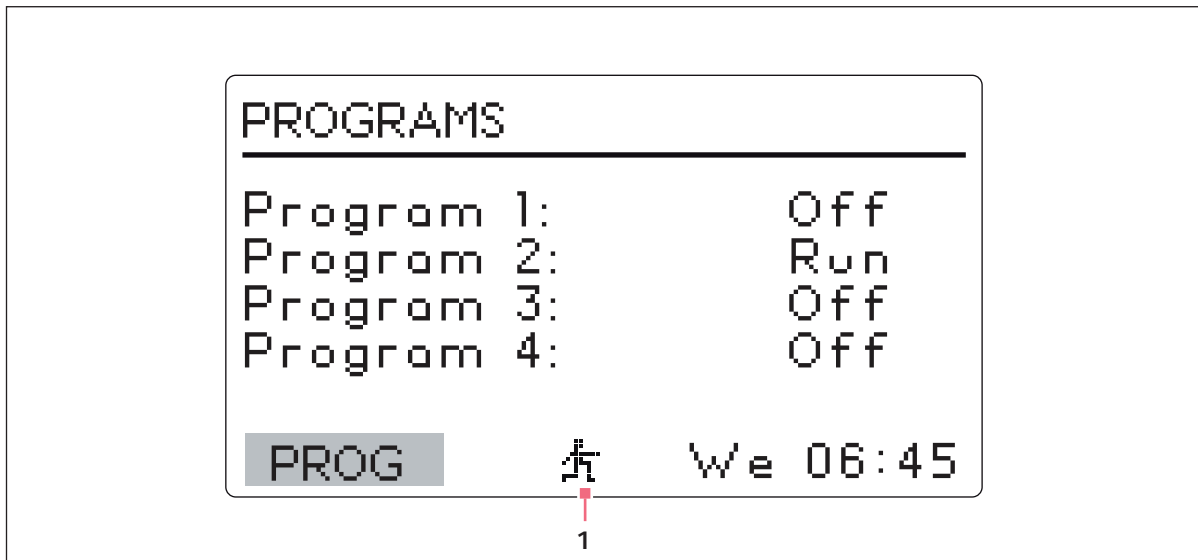 PROGRAMS
Program 1: Off
Program 2: Run
Program 3: Off
Program 4: Off
PROG We 06:45
1